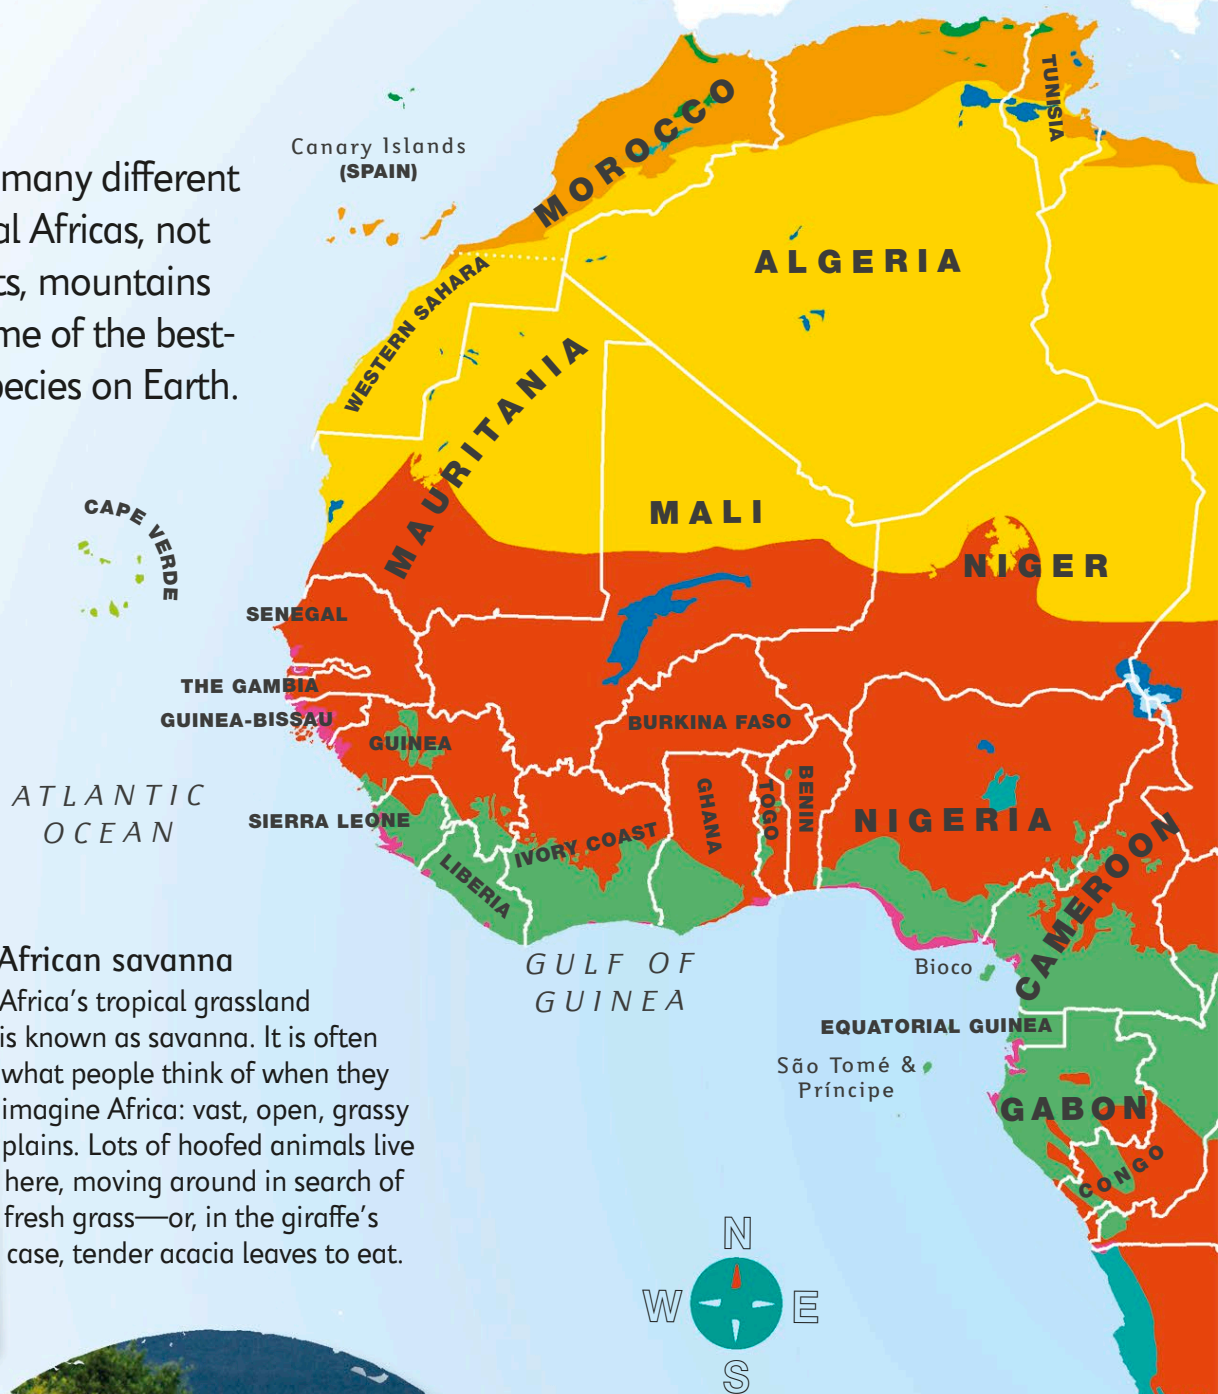 many different
al Africas, not
ts, mountains
me of the best-
pecies on Earth.
Canary Islands
(SPAIN)
MOROCCO
TUNISIA
ALGERIA
WESTERN SAHARA
MAURITANIA
MALI
NIGER
CAPE VERDE
SENEGAL
THE GAMBIA
GUINEA-BISSAU
GUINEA
BURKINA FASO
ATLANTIC
OCEAN
SIERRA LEONE
LIBERIA
IVORY COAST
GHANA
TOGO
BENIN
NIGERIA
CAMEROON
GULF OF
GUINEA
Bioco
EQUATORIAL GUINEA
São Tomé &
Príncipe
GABON
CONGO
African savanna
Africa’s tropical grassland
is known as savanna. It is often
what people think of when they
imagine Africa: vast, open, grassy
plains. Lots of hoofed animals live
here, moving around in search of
fresh grass—or, in the giraffe’s
case, tender acacia leaves to eat.
N
W E
S